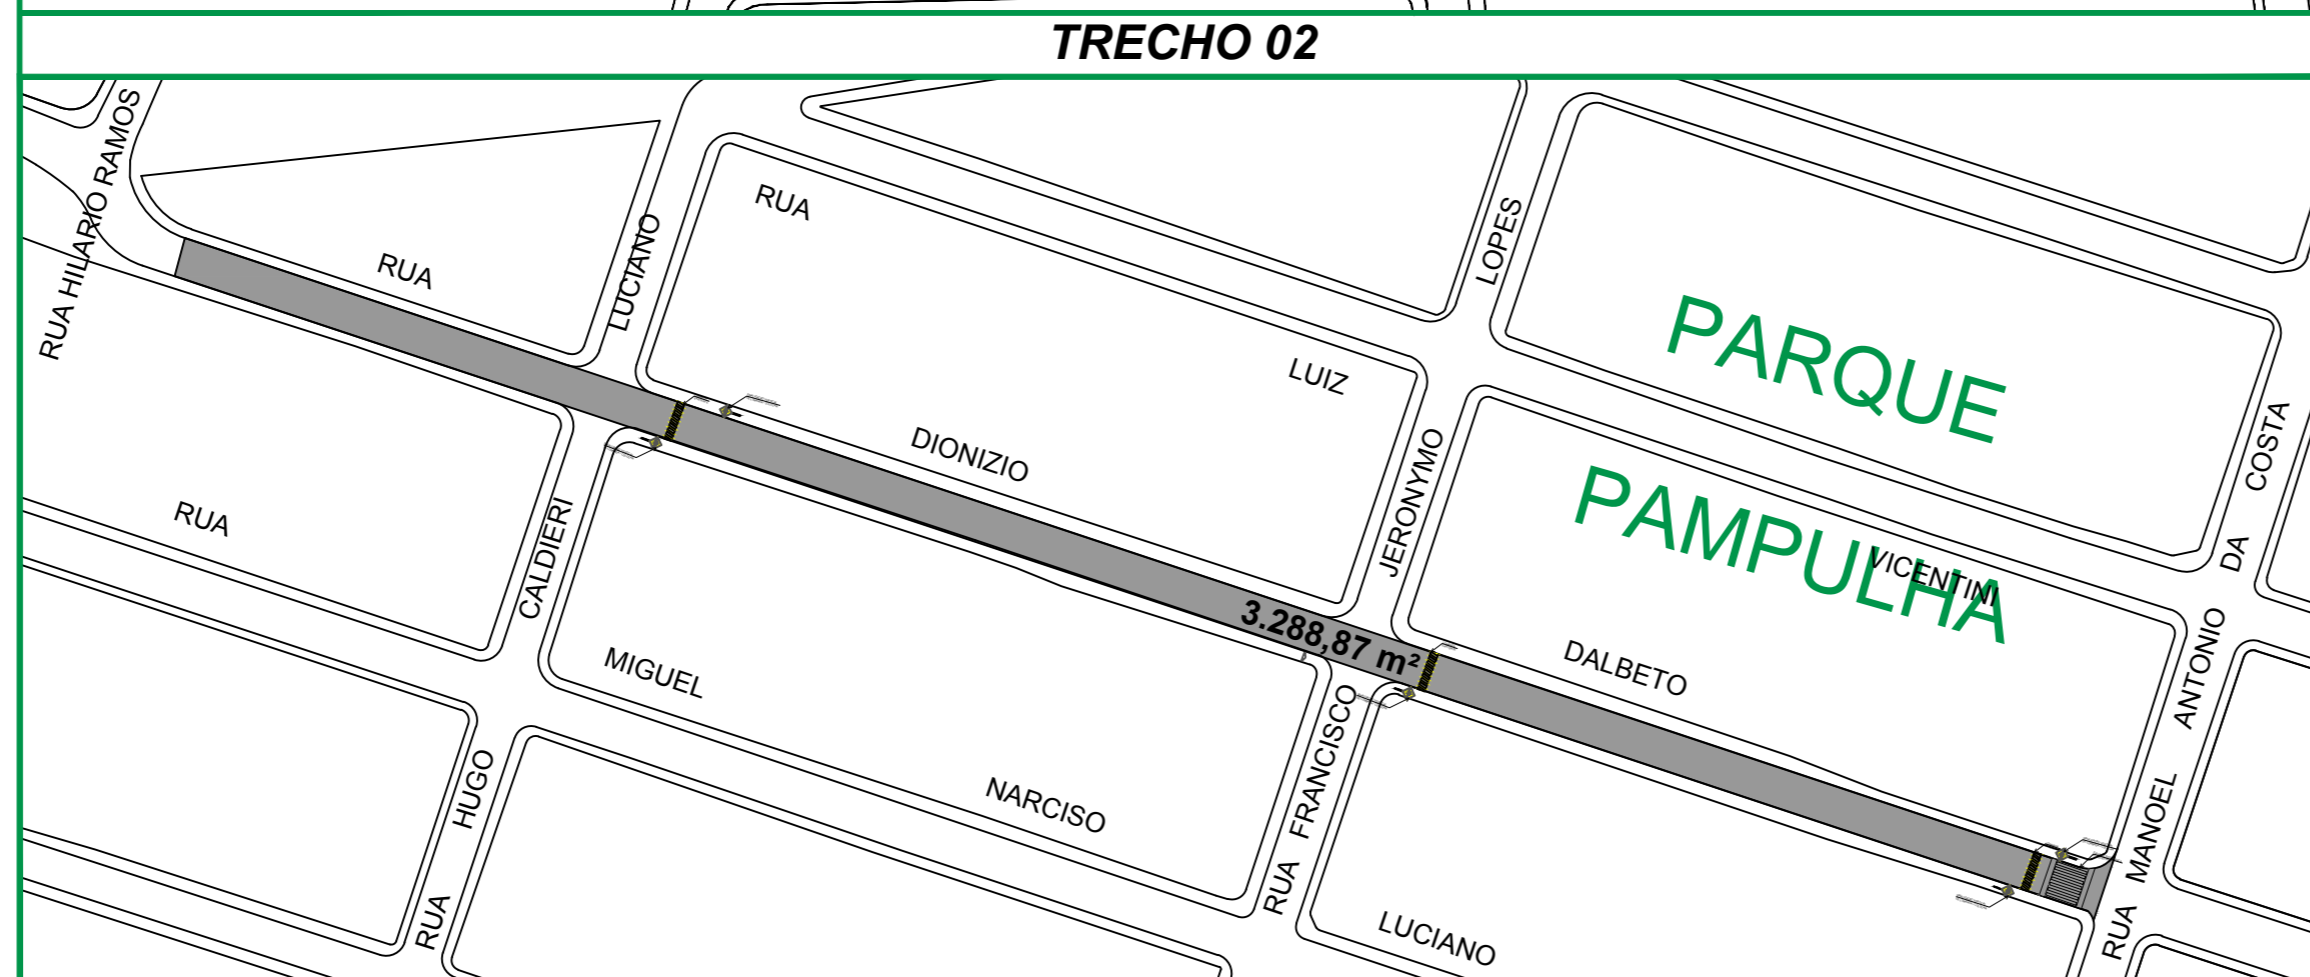 TRECHO 02
RUA HILARIO RAMOS
RUA
LUCIANO
RUA
LOPES
PARQUE
LUIZ
DIONIZIO
COSTA
JERONYMO
PAMPULHA
VICENTINI
DA
RUA
CALDIERI
3.288,87 m²
DALBETO
ANTONIO
MIGUEL
FRANCISCO
HUGO
NARCISO
MANOEL
RUA
RUA
LUCIANO
RUA